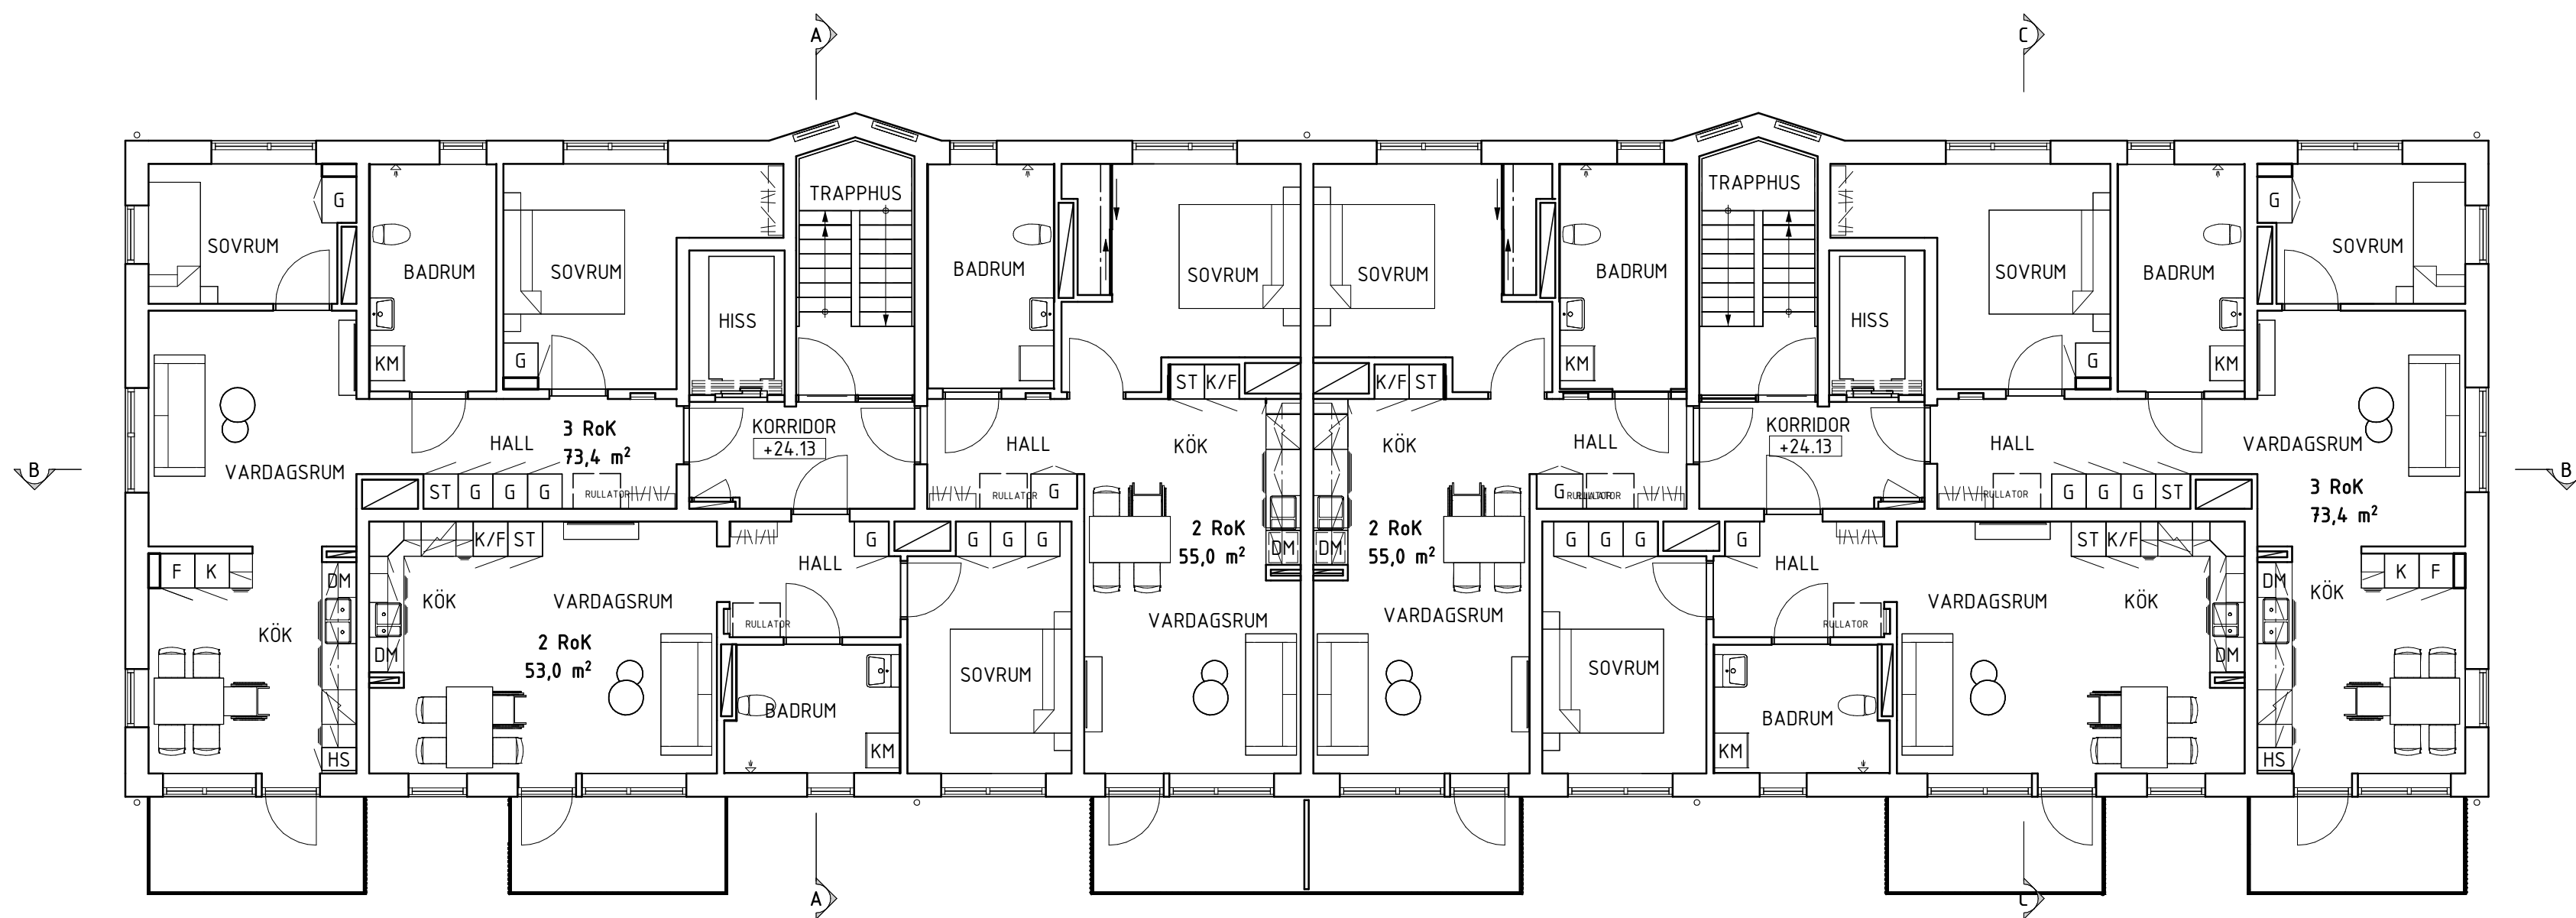 A
C
TRAPPHUS
TRAPPHUS
G
G
SOVRUM
BADRUM
SOVRUM
BADRUM
SOVRUM
SOVRUM
BADRUM
SOVRUM
BADRUM
SOVRUM
HISS
HISS
KM
G
KM
G
KM
ST K/F
K/F ST
KORRIDOR
+24.13
KORRIDOR
+24.13
3 RoK
73,4 m²
HALL
HALL
KÖK
KÖK
HALL
HALL
VARDAGSRUM
VARDAGSRUM
B
B
ST G G G
RULLATOR
RULLATOR
G
G
RULLATOR
RULLATOR
G G G ST
3 RoK
73,4 m²
2 RoK
55,0 m²
2 RoK
55,0 m²
K/F ST
G
G G G
DM
DM
G G G
G
ST K/F
F K
DM
HALL
HALL
DM
K F
KÖK
VARDAGSRUM
VARDAGSRUM
KÖK
KÖK
KÖK
RULLATOR
VARDAGSRUM
VARDAGSRUM
RULLATOR
2 RoK
53,0 m²
DM
DM
SOVRUM
SOVRUM
BADRUM
BADRUM
HS
KM
KM
HS
A
C